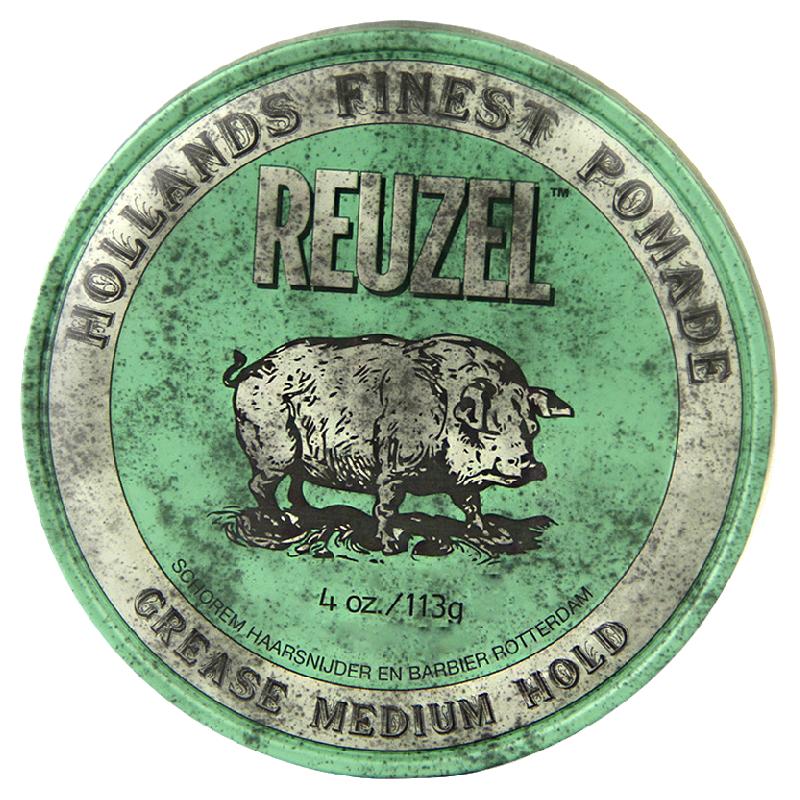 HOLLANDS FINEST POMADE
REUZEL™
4 oz./113g
SCHOREM HAARSNIJDER EN BARBIER ROTTERDAM
GREASE MEDIUM HOLD